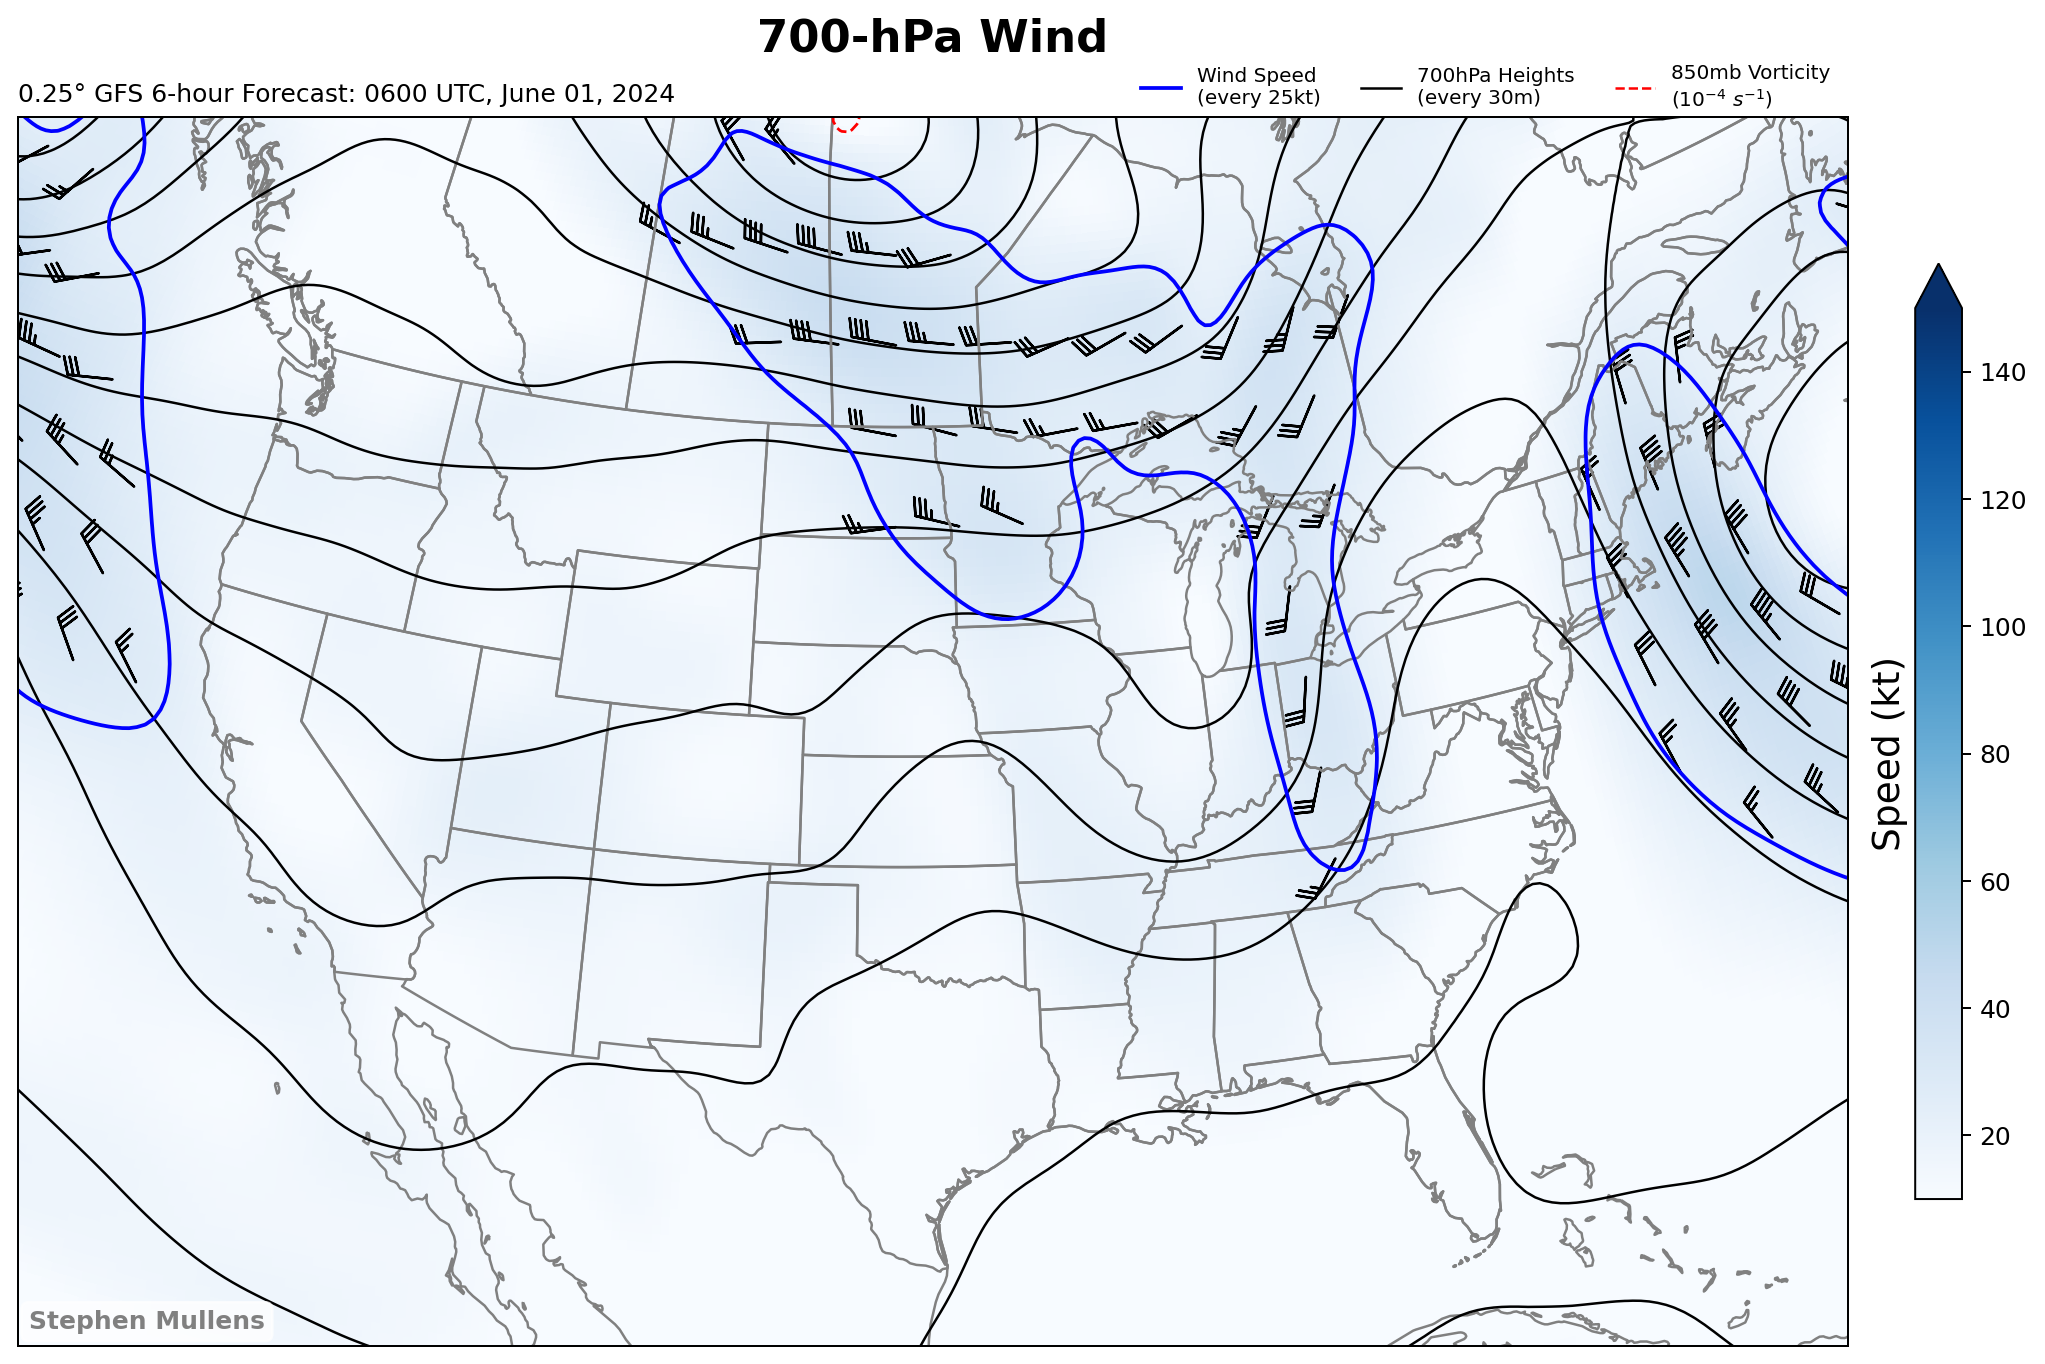 700-hPa Wind
0.25° GFS 6-hour Forecast: 0600 UTC, June 01, 2024
Wind Speed
(every 25kt)
700hPa Heights
(every 30m)
850mb Vorticity
(10⁻⁴ s⁻¹)
140
120
100
80
60
40
20
Speed (kt)
Stephen Mullens